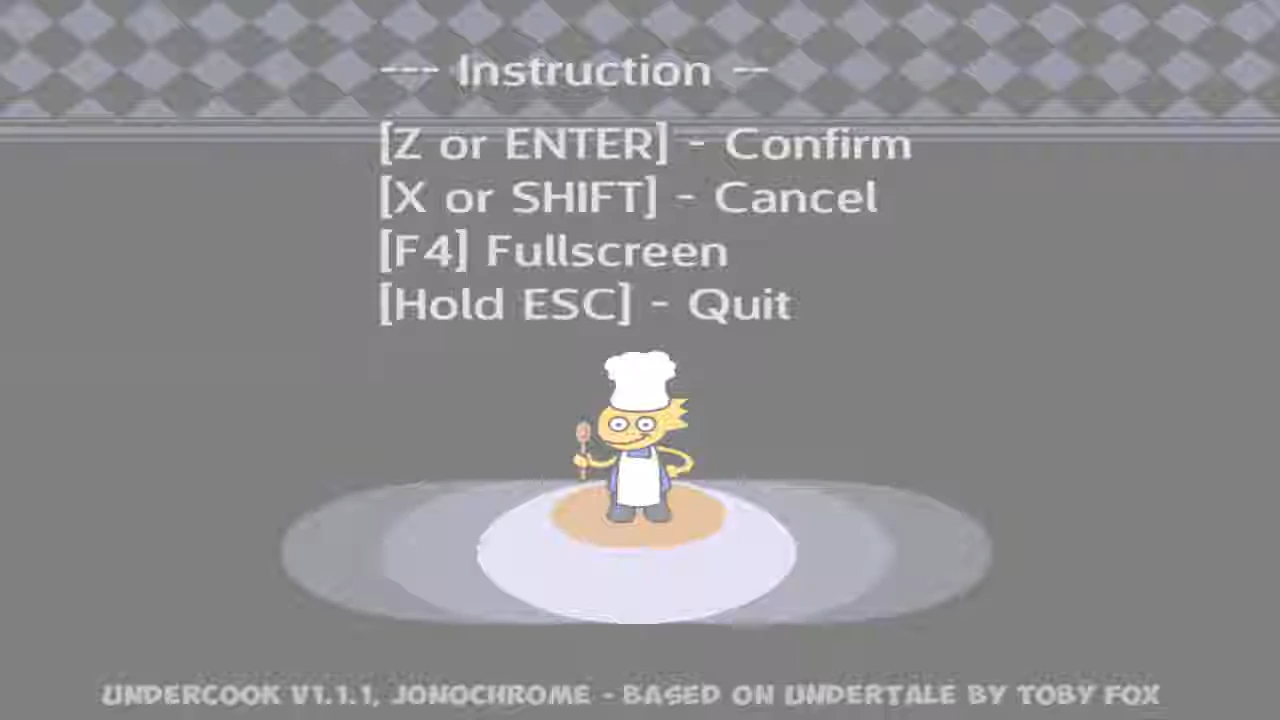 --- Instruction --
[Z or ENTER] - Confirm
[X or SHIFT] - Cancel
[F4] Fullscreen
[Hold ESC] - Quit
UNDERCOOK V1.1.1, JONOCHROME - BASED ON UNDERTALE BY TOBY FOX